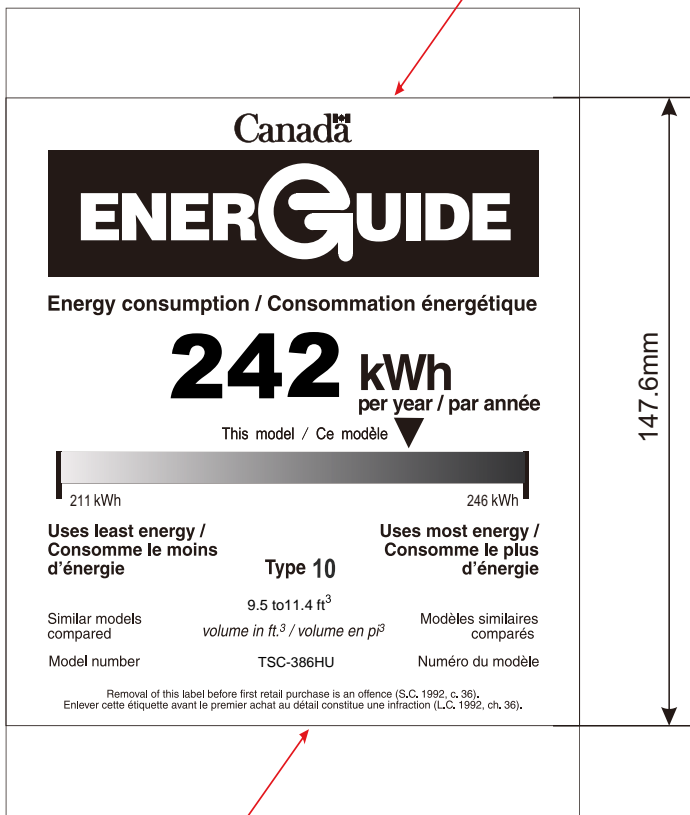 Canada
ENERGUIDE
Energy consumption / Consommation énergétique
242 kWh
per year / par année
This model / Ce modèle
211 kWh 246 kWh
Uses least energy / Uses most energy /
Consomme le moins Consomme le plus
d'énergie Type 10 d'énergie
9.5 to11.4 ft³
Similar models Modèles similaires
compared volume in ft.³ / volume en pi³ comparés
Model number TSC-386HU Numéro du modèle
Removal of this label before first retail purchase is an offence (S.C. 1992, c. 36).
Enlever cette étiquette avant le premier achat au détail constitue une infraction (L.C. 1992, ch. 36).
147.6mm